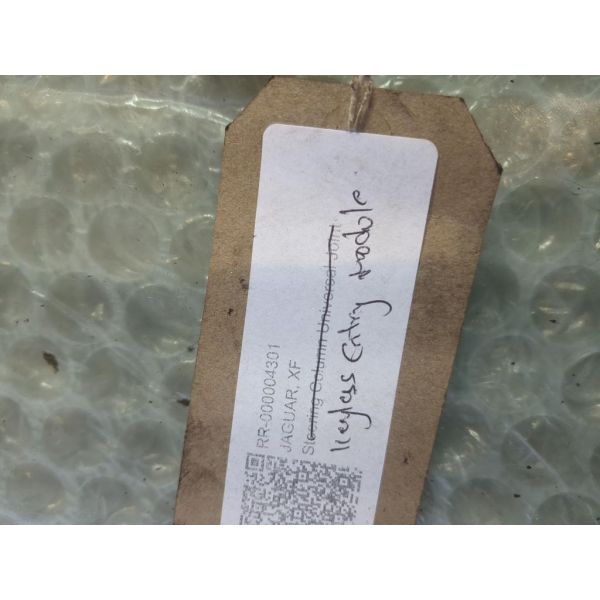 RR-000004301
JAGUAR, XF
Steering Column Universal Joint
Keyless Entry Module.